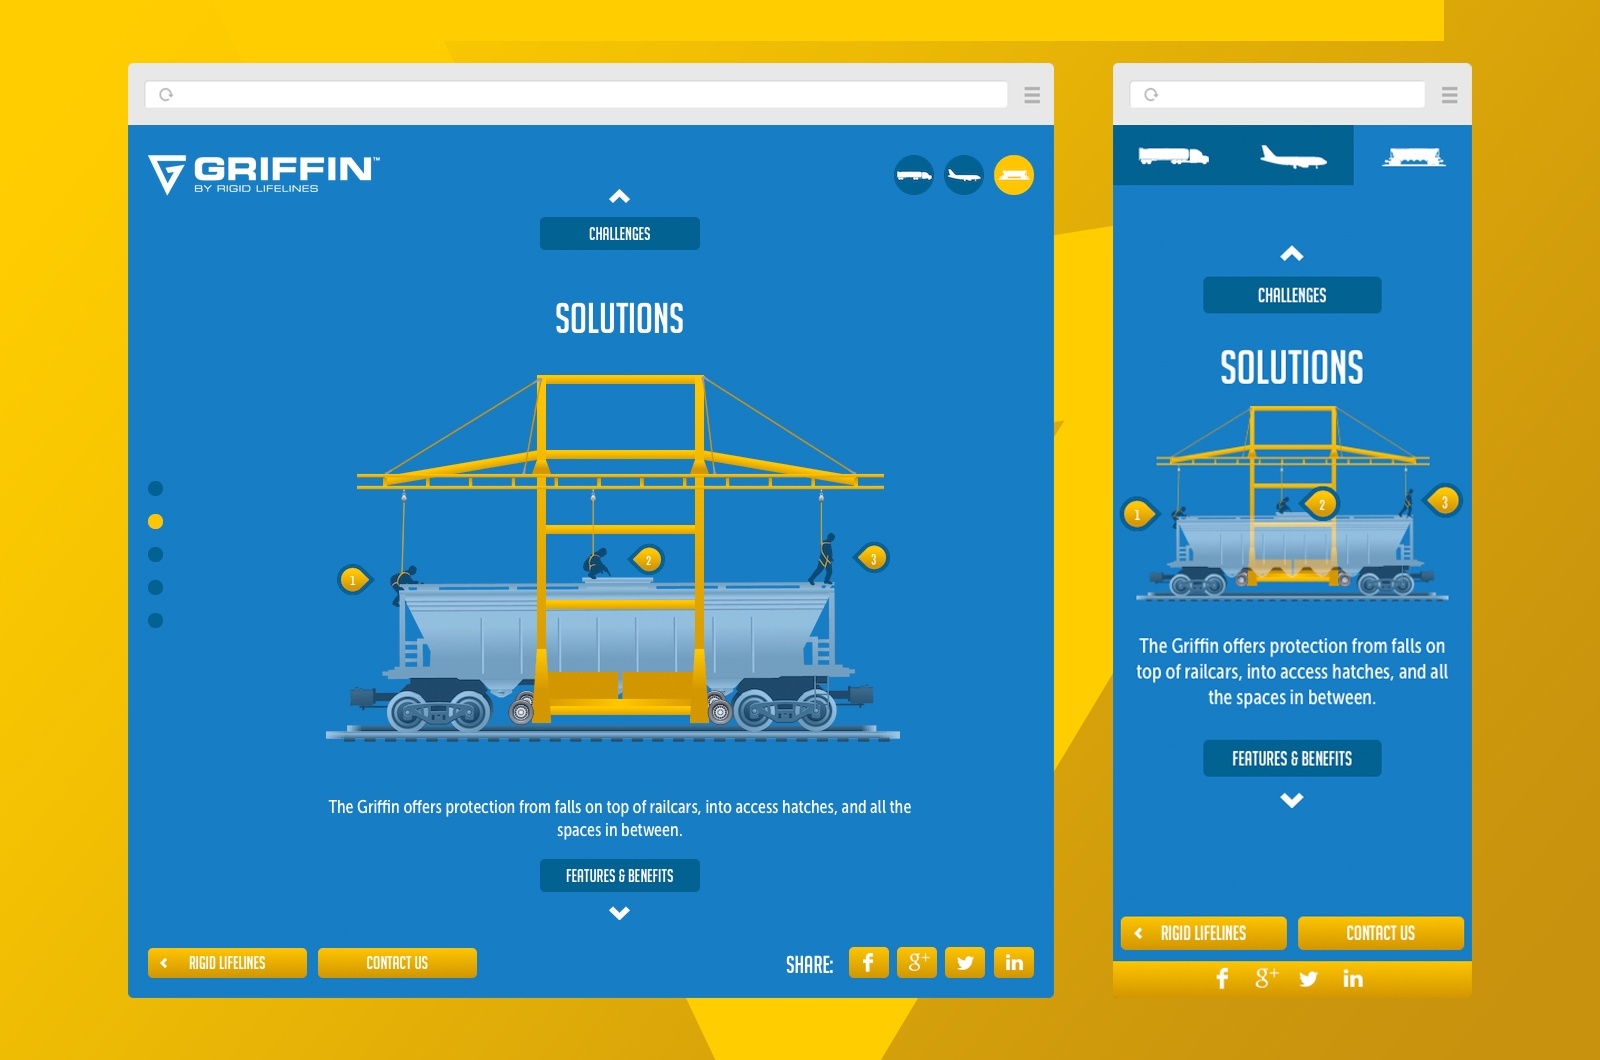 GRIFFIN™
BY RIGID LIFELINES
CHALLENGES
SOLUTIONS
1
2
3
The Griffin offers protection from falls on top of railcars, into access hatches, and all the
spaces in between.
FEATURES & BENEFITS
RIGID LIFELINES
CONTACT US
SHARE:
f
g+
in
CHALLENGES
SOLUTIONS
1
2
3
The Griffin offers protection from falls on
top of railcars, into access hatches, and all
the spaces in between.
FEATURES & BENEFITS
RIGID LIFELINES
CONTACT US
f
g+
in